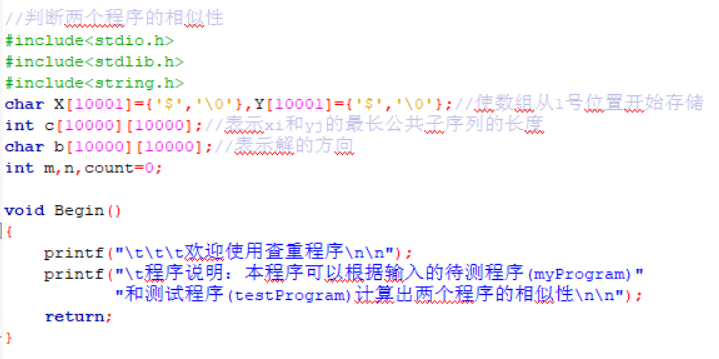 //判断两个程序的相似性
#include<stdio.h>
#include<stdlib.h>
#include<string.h>
char X[10001]={'$','\0'},Y[10001]={'$','\0'};//使数组从1号位置开始存储
int c[10000][10000];//表示xi和yj的最长公共子序列的长度
char b[10000][10000];//表示解的方向
int m,n,count=0;
void Begin()
{
printf("\t\t\t欢迎使用查重程序\n\n");
printf("\t程序说明：本程序可以根据输入的待测程序(myProgram)"
"和测试程序(testProgram)计算出两个程序的相似性\n\n");
return;
}